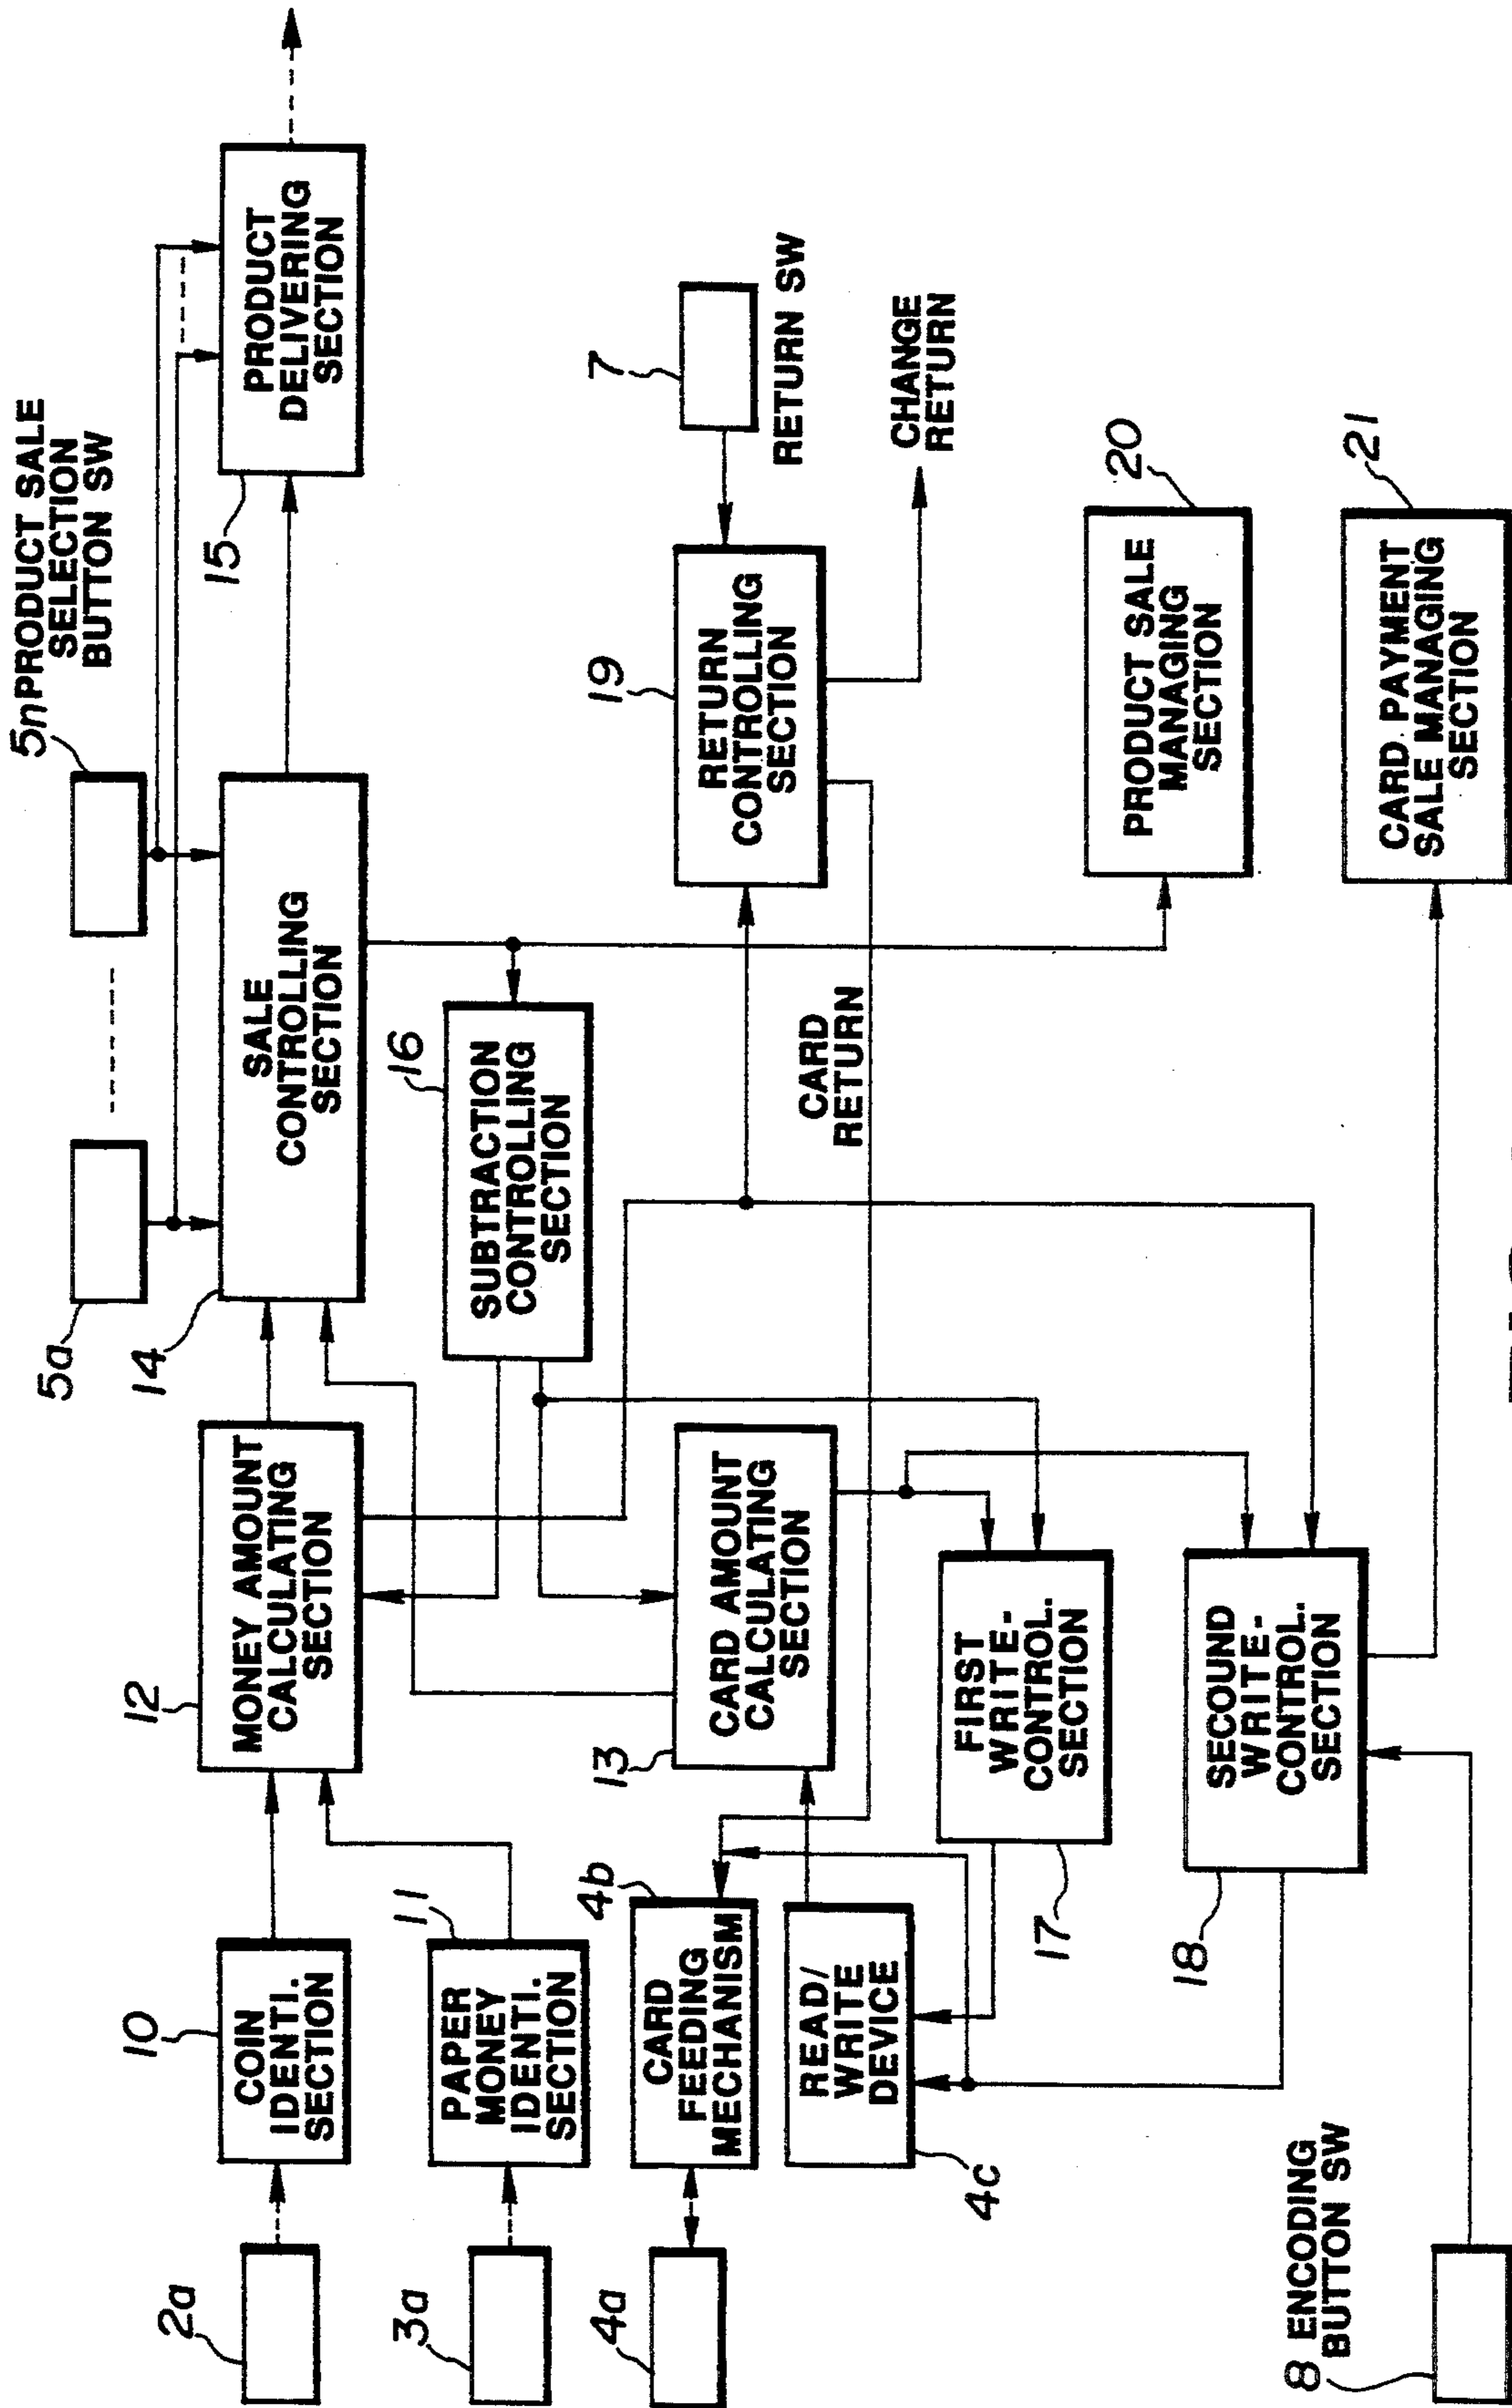 5n PRODUCT SALE
SELECTION
BUTTON SW
5a
14
SALE
CONTROLLING
SECTION
15
PRODUCT
DELIVERING
SECTION
2a
10
COIN
IDENTI.
SECTION
12
MONEY AMOUNT
CALCULATING
SECTION
16
SUBTRACTION
CONTROLLING
SECTION
3a
11
PAPER
MONEY
IDENTI.
SECTION
7
RETURN SW
19
RETURN
CONTROLLING
SECTION
CHANGE
RETURN
CARD
RETURN
4a
4b
CARD
FEEDING
MECHANISM
13
CARD AMOUNT
CALCULATING
SECTION
READ/
WRITE
DEVICE
4c
FIRST
WRITE-
CONTROL.
SECTION
17
20
PRODUCT SALE
MANAGING
SECTION
18
SECOUND
WRITE-
CONTROL.
SECTION
21
CARD PAYMENT
SALE MANAGING
SECTION
8 ENCODING
BUTTON SW